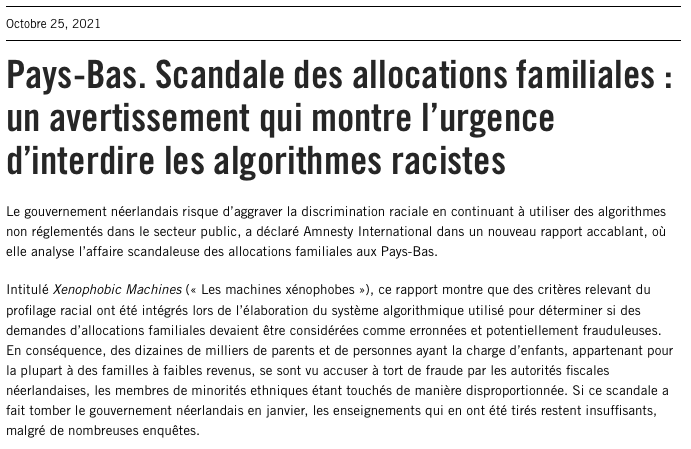 Octobre 25, 2021
Pays-Bas. Scandale des allocations familiales :
un avertissement qui montre l’urgence
d’interdire les algorithmes racistes
Le gouvernement néerlandais risque d’aggraver la discrimination raciale en continuant à utiliser des algorithmes
non réglementés dans le secteur public, a déclaré Amnesty International dans un nouveau rapport accablant, où
elle analyse l’affaire scandaleuse des allocations familiales aux Pays-Bas.
Intitulé Xenophobic Machines (« Les machines xénophobes »), ce rapport montre que des critères relevant du
profilage racial ont été intégrés lors de l’élaboration du système algorithmique utilisé pour déterminer si des
demandes d’allocations familiales devaient être considérées comme erronnées et potentiellement frauduleuses.
En conséquence, des dizaines de milliers de parents et de personnes ayant la charge d’enfants, appartenant pour
la plupart à des familles à faibles revenus, se sont vu accuser à tort de fraude par les autorités fiscales
néerlandaises, les membres de minorités ethniques étant touchés de manière disproportionnée. Si ce scandale a
fait tomber le gouvernement néerlandais en janvier, les enseignements qui en ont été tirés restent insuffisants,
malgré de nombreuses enquêtes.